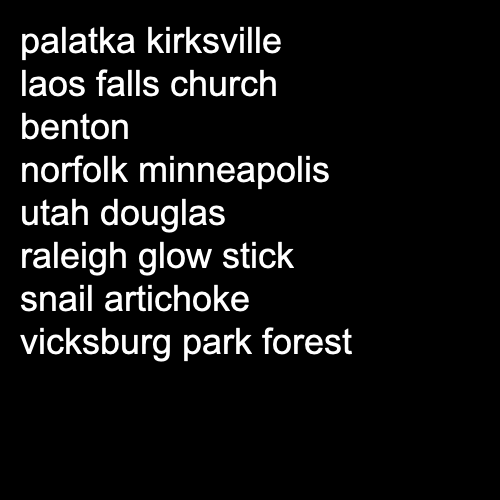 palatka kirksville
laos falls church
benton
norfolk minneapolis
utah douglas
raleigh glow stick
snail artichoke
vicksburg park forest